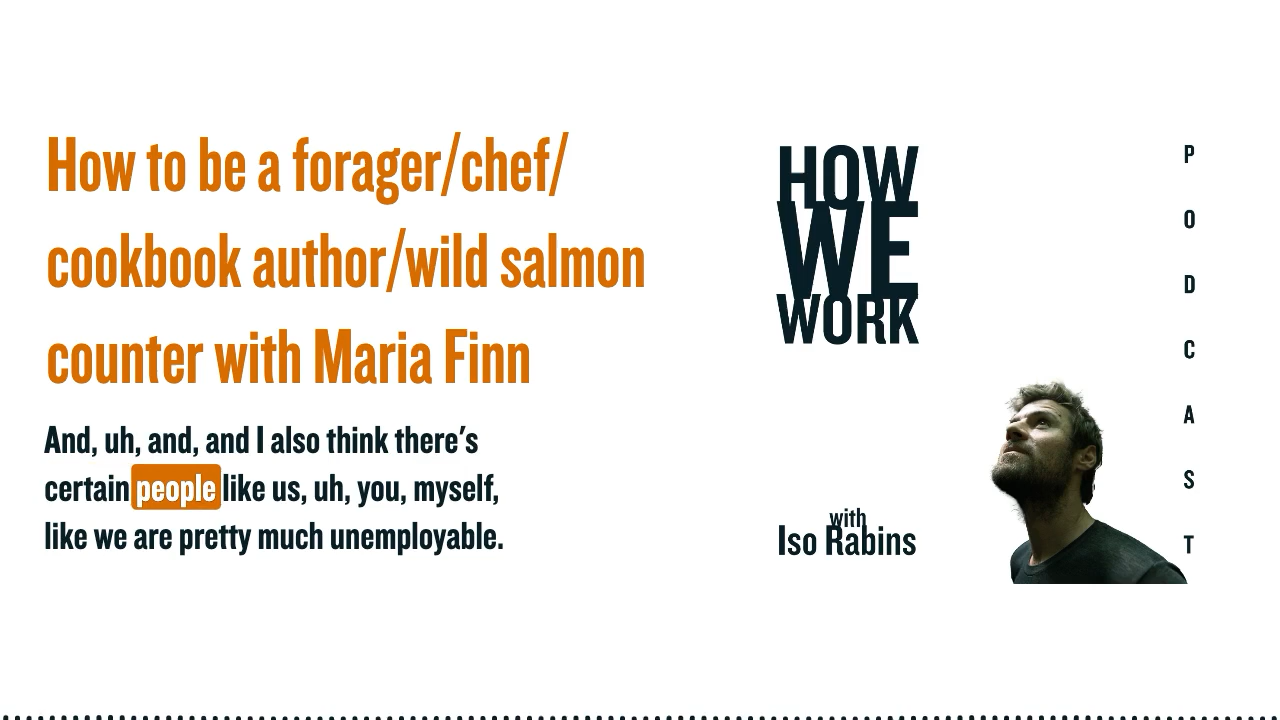 How to be a forager/chef/
cookbook author/wild salmon
counter with Maria Finn
And, uh, and, and I also think there's
certain people like us, uh, you, myself,
like we are pretty much unemployable.
HOW
WE
WORK
with
Iso Rabins
P
O
D
C
A
S
T